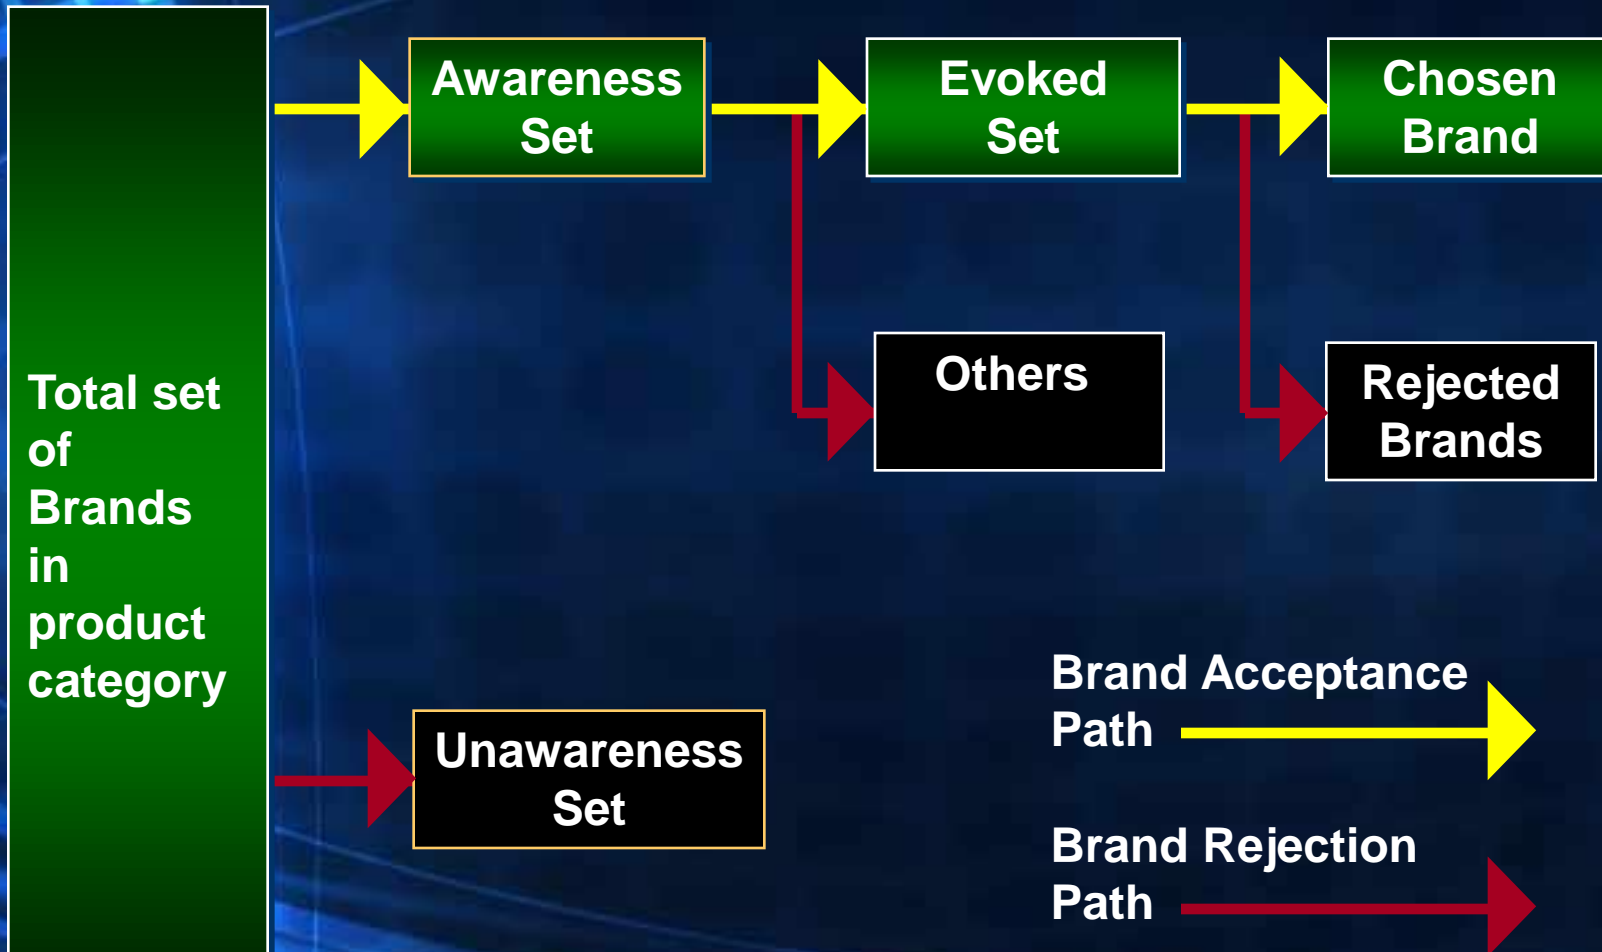 Total set
of
Brands
in
product
category
Awareness
Set
Evoked
Set
Chosen
Brand
Others
Rejected
Brands
Unawareness
Set
Brand Acceptance
Path
Brand Rejection
Path